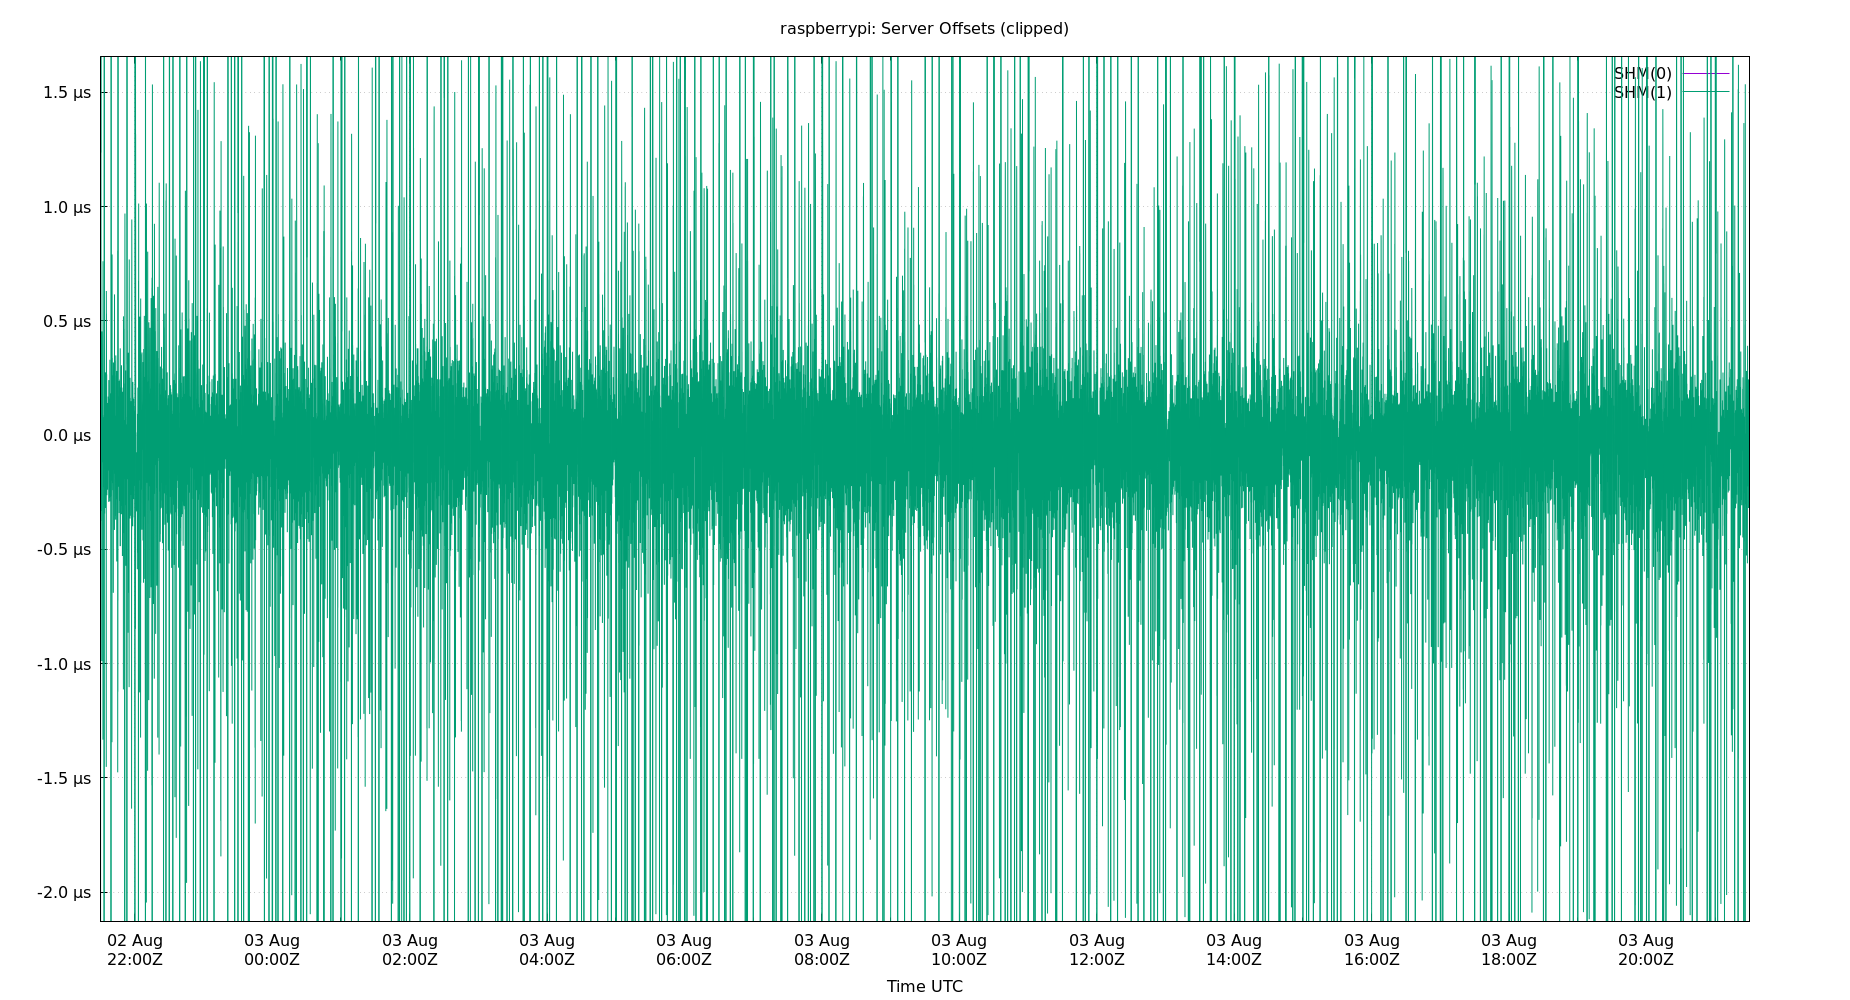 raspberrypi: Server Offsets (clipped)
SHM(0)
SHM(1)
1.5 µs
1.0 µs
0.5 µs
0.0 µs
-0.5 µs
-1.0 µs
-1.5 µs
-2.0 µs
02 Aug 03 Aug 03 Aug 03 Aug 03 Aug 03 Aug 03 Aug 03 Aug 03 Aug 03 Aug 03 Aug 03 Aug
22:00Z 00:00Z 02:00Z 04:00Z 06:00Z 08:00Z 10:00Z 12:00Z 14:00Z 16:00Z 18:00Z 20:00Z
Time UTC